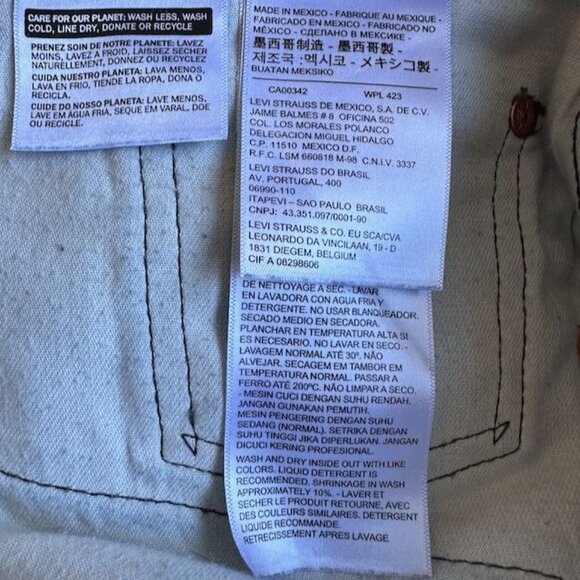 CARE FOR OUR PLANET: WASH LESS, WASH
COLD, LINE DRY, DONATE OR RECYCLE
PRENEZ SOIN DE NOTRE PLANETE: LAVEZ
MOINS, LAVEZ A FROID, LAISSEZ SECHER
NATURELLEMENT, DONNEZ OU RECYCLEZ
CUIDA NUESTRO PLANETA: LAVA MENOS,
LAVA EN FRIO, TIENDE LA ROPA, DONA O
RECICLA.
CUIDE DO NOSSO PLANETA: LAVE MENOS,
LAVE EM ÁGUA FRIA, SEQUE EM VARAL, DOE
OU RECICLE.
MADE IN MEXICO - FABRIQUE AU MEXIQUE -
FABRICADO EN MEXICO - FABRICADO NO
MÉXICO - СДЕЛАНО В МЕКСИКЕ -
墨西哥制造 - 墨西哥製 -
제조국 :멕시코 - メキシコ製 -
BUATAN MEKSIKO
CA00342 WPL 423
LEVI STRAUSS DE MEXICO, S.A. DE C.V.
JAIME BALMES # 8 OFICINA 502
COL. LOS MORALES POLANCO
DELEGACION MIGUEL HIDALGO
C.P. 11510 MEXICO D.F.
R.F.C. LSM 660818 M-98 C.N.I.V. 3337
LEVI STRAUSS DO BRASIL
AV. PORTUGAL, 400
06990-110
ITAPEVI – SAO PAULO BRASIL
CNPJ: 43.351.097/0001-90
LEVI STRAUSS & CO. EU SCA/CVA
LEONARDO DA VINCILAAN, 19 - D
1831 DIEGEM, BELGIUM
CIF A 08298606
DE NETTOYAGE A SEC. - LAVAR
EN LAVADORA CON AGUA FRIA Y
DETERGENTE. NO USAR BLANQUEADOR.
SECADO MEDIO EN SECADORA.
PLANCHAR EN TEMPERATURA ALTA SI
ES NECESARIO. NO LAVAR EN SECO. -
LAVAGEM NORMAL ATÉ 30º. NÃO
ALVEJAR. SECAGEM EM TAMBOR EM
TEMPERATURA NORMAL. PASSAR A
FERRO ATÉ 200ºC. NÃO LIMPAR A SECO.
- MESIN CUCI DENGAN SUHU RENDAH.
JANGAN GUNAKAN PEMUTIH.
MESIN PENGERING DENGAN SUHU
SEDANG (NORMAL). SETRIKA DENGAN
SUHU TINGGI JIKA DIPERLUKAN. JANGAN
DICUCI KERING PROFESIONAL.
WASH AND DRY INSIDE OUT WITH LIKE
COLORS. LIQUID DETERGENT IS
RECOMMENDED. SHRINKAGE IN WASH
APPROXIMATELY 10%. - LAVER ET
SECHER LE PRODUIT RETOURNE, AVEC
DES COULEURS SIMILAIRES. DETERGENT
LIQUIDE RECOMMANDE.
RETRECISSEMENT APRES LAVAGE